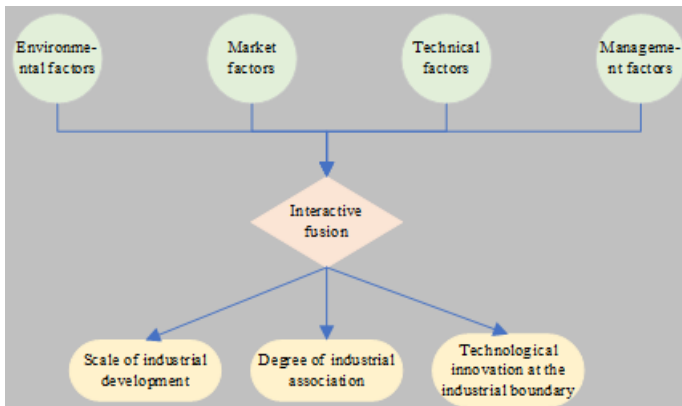 Environme-
ntal factors
Market
factors
Technical
factors
Manageme-
nt factors
Interactive
fusion
Scale of industrial
development
Degree of industrial
association
Technological
innovation at the
industrial boundary